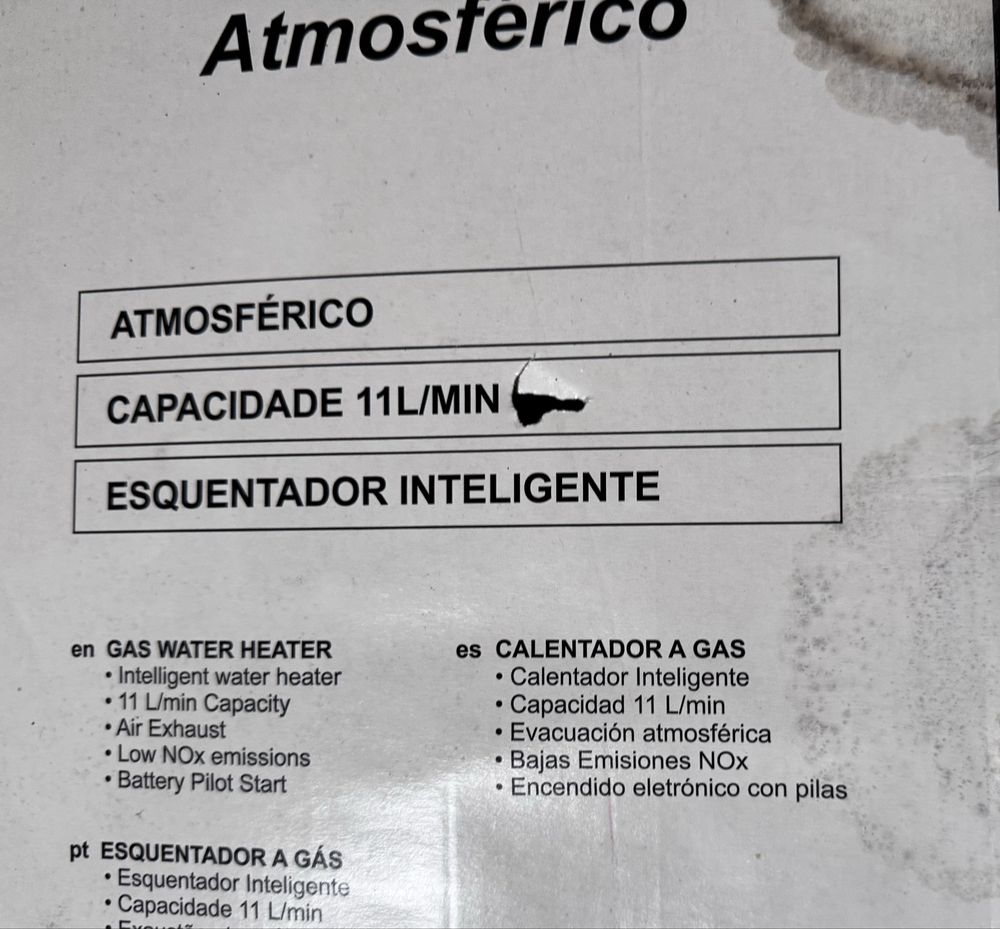 Atmosférico
ATMOSFÉRICO
CAPACIDADE 11L/MIN
ESQUENTADOR INTELIGENTE
en GAS WATER HEATER
• Intelligent water heater
• 11 L/min Capacity
• Air Exhaust
• Low NOx emissions
• Battery Pilot Start
es CALENTADOR A GAS
• Calentador Inteligente
• Capacidad 11 L/min
• Evacuación atmosférica
• Bajas Emisiones NOx
• Encendido eletrónico con pilas
pt ESQUENTADOR A GÁS
• Esquentador Inteligente
• Capacidade 11 L/min